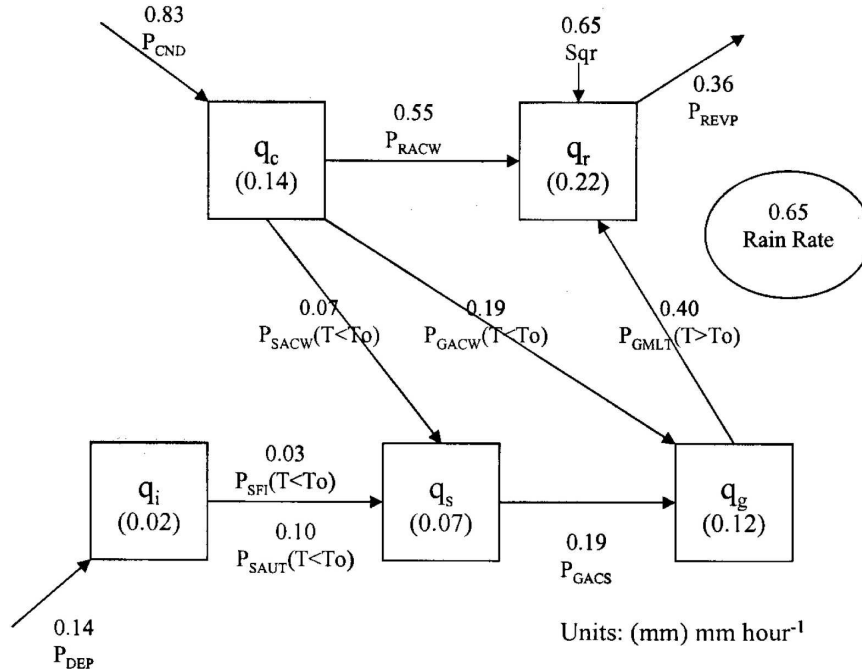 0.83
P_CND
0.65
Sqr
0.36
P_REVP
q_c
(0.14)
0.55
P_RACW
q_r
(0.22)
0.65
Rain Rate
0.07
P_SACW(T<To)
0.19
P_GACW(T<To)
0.40
P_GMLT(T>To)
q_i
(0.02)
0.03
P_SFI(T<To)
0.10
P_SAUT(T<To)
q_s
(0.07)
0.19
P_GACS
q_g
(0.12)
0.14
P_DEP
Units: (mm) mm hour⁻¹